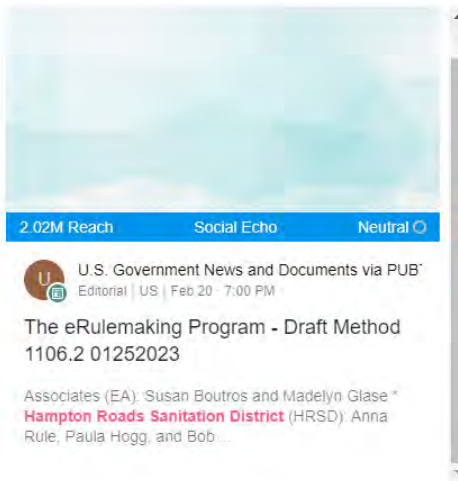 2.02M Reach Social Echo Neutral
U
U.S. Government News and Documents via PUBT
Editorial | US | Feb 20 · 7:00 PM
The eRulemaking Program - Draft Method
1106.2 01252023
Associates (EA): Susan Boutros and Madelyn Glase *
Hampton Roads Sanitation District (HRSD): Anna
Rule, Paula Hogg, and Bob ...